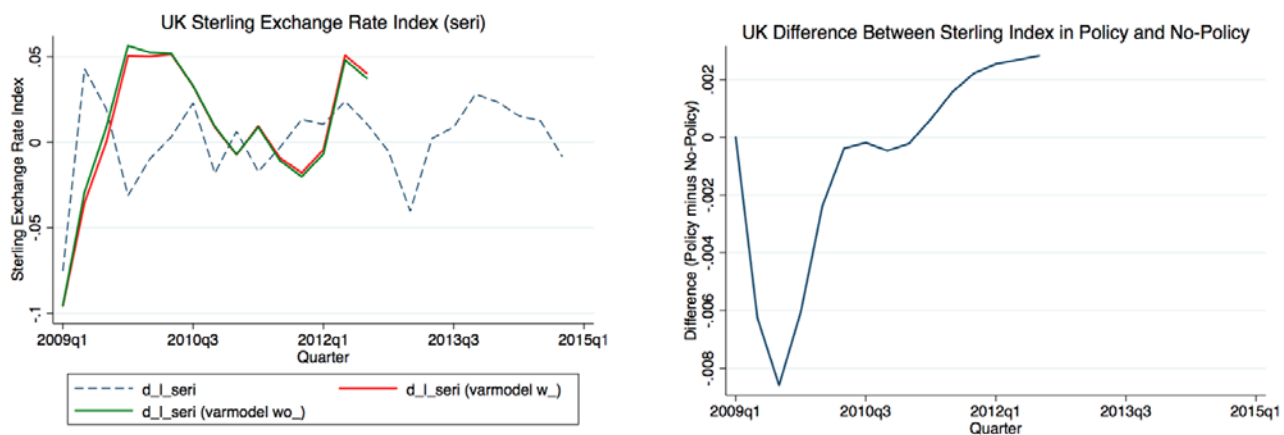 UK Sterling Exchange Rate Index (seri)
Sterling Exchange Rate Index
.05
0
-.05
-.1
2009q1 2010q3 2012q1 2013q3 2015q1
Quarter
d_l_seri d_l_seri (varmodel w_)
d_l_seri (varmodel wo_)
UK Difference Between Sterling Index in Policy and No-Policy
Difference (Policy minus No-Policy)
.002
0
-.002
-.004
-.006
-.008
2009q1 2010q3 2012q1 2013q3 2015q1
Quarter